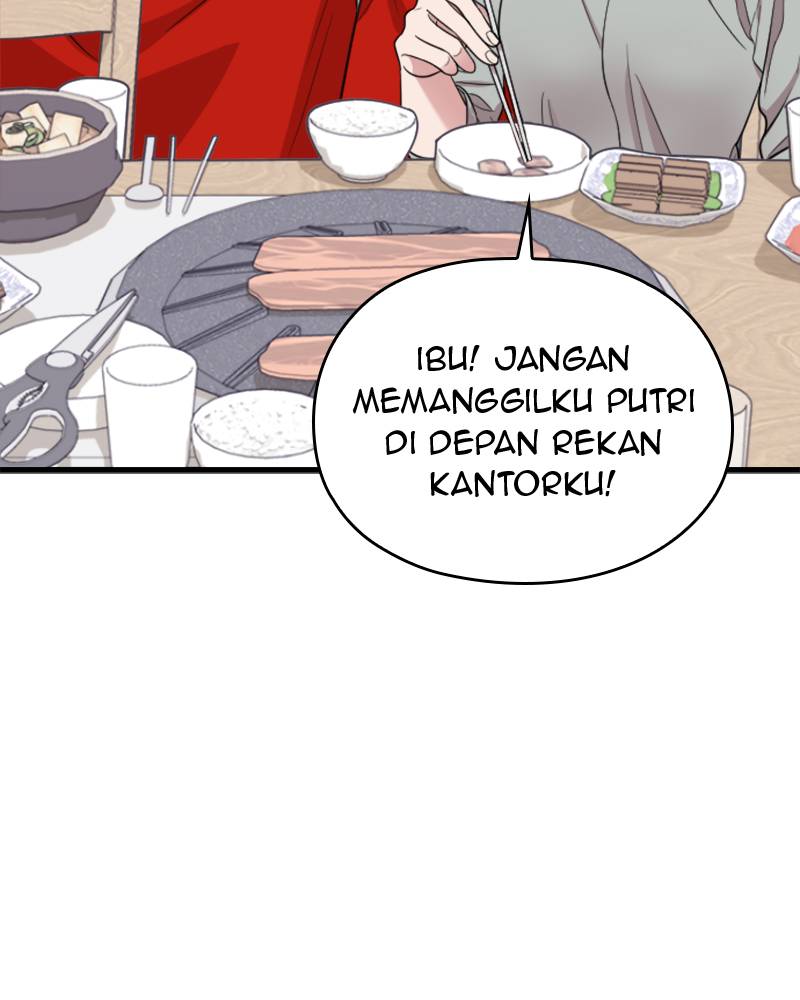 IBU! JANGAN
MEMANGGILKU PUTRI
DI DEPAN REKAN
KANTORKU!